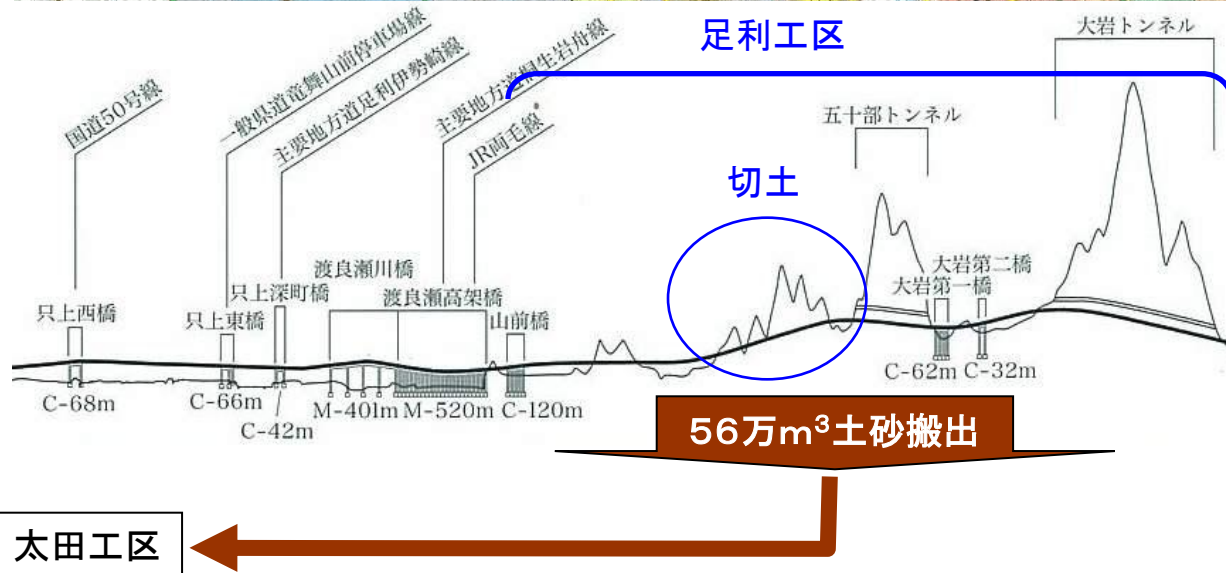 足利工区
大岩トンネル
国道50号線
一般県道竜舞山前停車場線
主要地方道足利伊勢崎線
主要地方道桐生岩舟線
JR両毛線
五十部トンネル
切土
渡良瀬川橋
只上深町橋
渡良瀬高架橋
大岩第二橋
大岩第一橋
只上西橋
只上東橋
山前橋
C-68m
C-66m
C-42m
M-401m
M-520m
C-120m
C-62m
C-32m
56万m³土砂搬出
太田工区